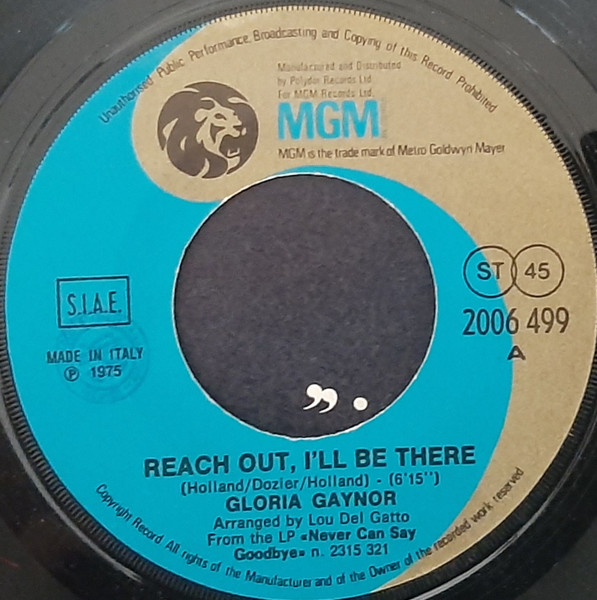 Unauthorised Public Performance, Broadcasting and Copying of this Record Prohibited
Manufactured and Distributed
by Polydor Records Ltd.
For MGM Records Ltd.
MGM
MGM is the trade mark of Metro Goldwyn Mayer
ST 45
2006 499
A
S.I.A.E.
MADE IN ITALY
℗ 1975
REACH OUT, I'LL BE THERE
(Holland/Dozier/Holland) - (6'15'')
GLORIA GAYNOR
Arranged by Lou Del Gatto
From the LP «Never Can Say
Goodbye» n. 2315 321
Copyright Record All rights of the Manufacturer and of the Owner of the recorded work reserved